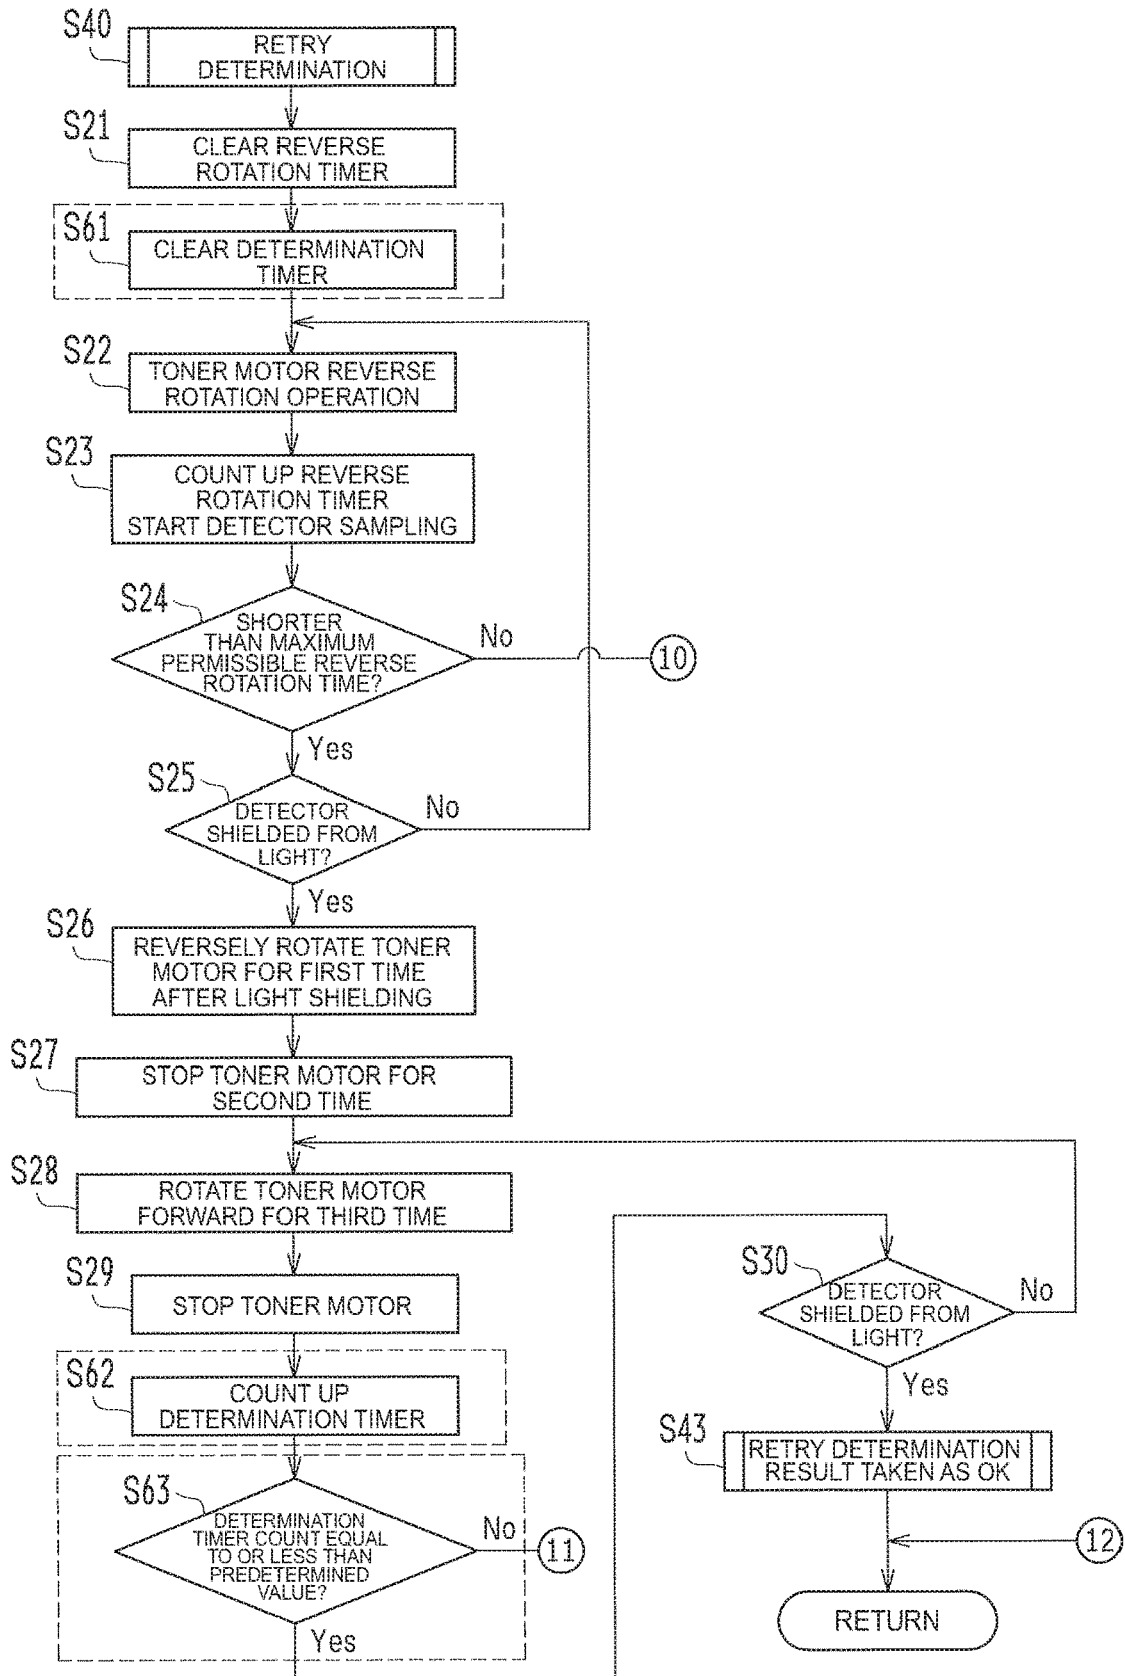 S40
RETRY
DETERMINATION
S21
CLEAR REVERSE
ROTATION TIMER
S61
CLEAR DETERMINATION
TIMER
S22
TONER MOTOR REVERSE
ROTATION OPERATION
S23
COUNT UP REVERSE
ROTATION TIMER
START DETECTOR SAMPLING
S24
SHORTER
THAN MAXIMUM
PERMISSIBLE REVERSE
ROTATION TIME?
No
10
Yes
S25
DETECTOR
SHIELDED FROM
LIGHT?
No
Yes
S26
REVERSELY ROTATE TONER
MOTOR FOR FIRST TIME
AFTER LIGHT SHIELDING
S27
STOP TONER MOTOR FOR
SECOND TIME
S28
ROTATE TONER MOTOR
FORWARD FOR THIRD TIME
S29
STOP TONER MOTOR
S62
COUNT UP
DETERMINATION TIMER
S63
DETERMINATION
TIMER COUNT EQUAL
TO OR LESS THAN
PREDETERMINED
VALUE?
No
11
Yes
S30
DETECTOR
SHIELDED FROM
LIGHT?
No
Yes
S43
RETRY DETERMINATION
RESULT TAKEN AS OK
12
RETURN